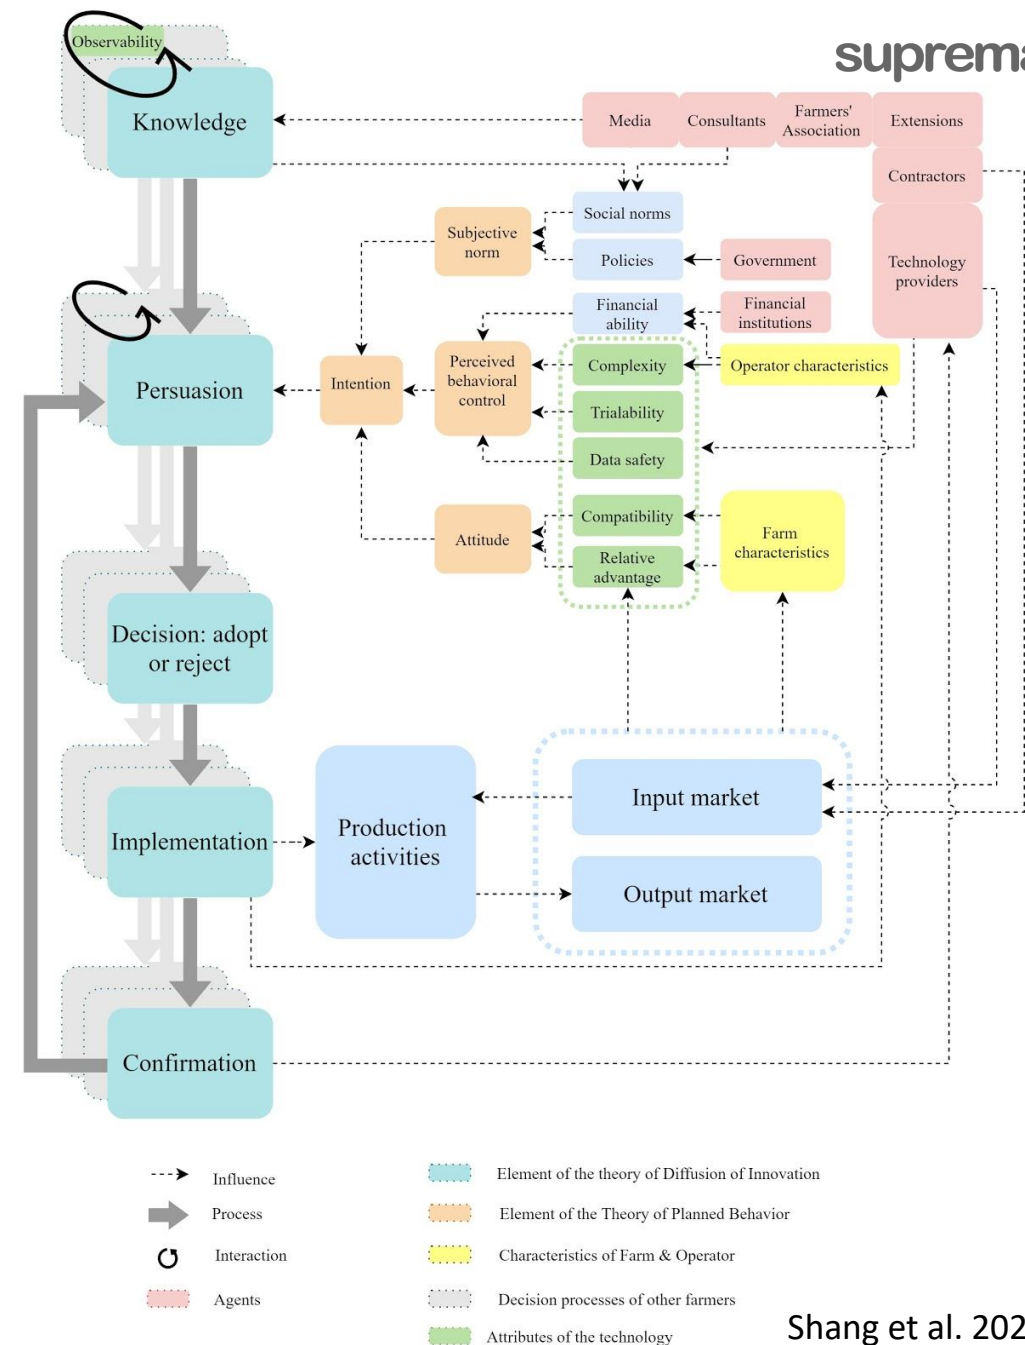 Observability
suprema
Knowledge
Media
Consultants
Farmers'
Association
Extensions
Contractors
Social norms
Subjective
norm
Policies
Government
Technology
providers
Financial
ability
Financial
institutions
Persuasion
Intention
Perceived
behavioral
control
Complexity
Operator characteristics
Trialability
Data safety
Attitude
Compatibility
Relative
advantage
Farm
characteristics
Decision: adopt
or reject
Implementation
Production
activities
Input market
Output market
Confirmation
Influence
Process
Interaction
Agents
Element of the theory of Diffusion of Innovation
Element of the Theory of Planned Behavior
Characteristics of Farm & Operator
Decision processes of other farmers
Attributes of the technology
Shang et al. 202